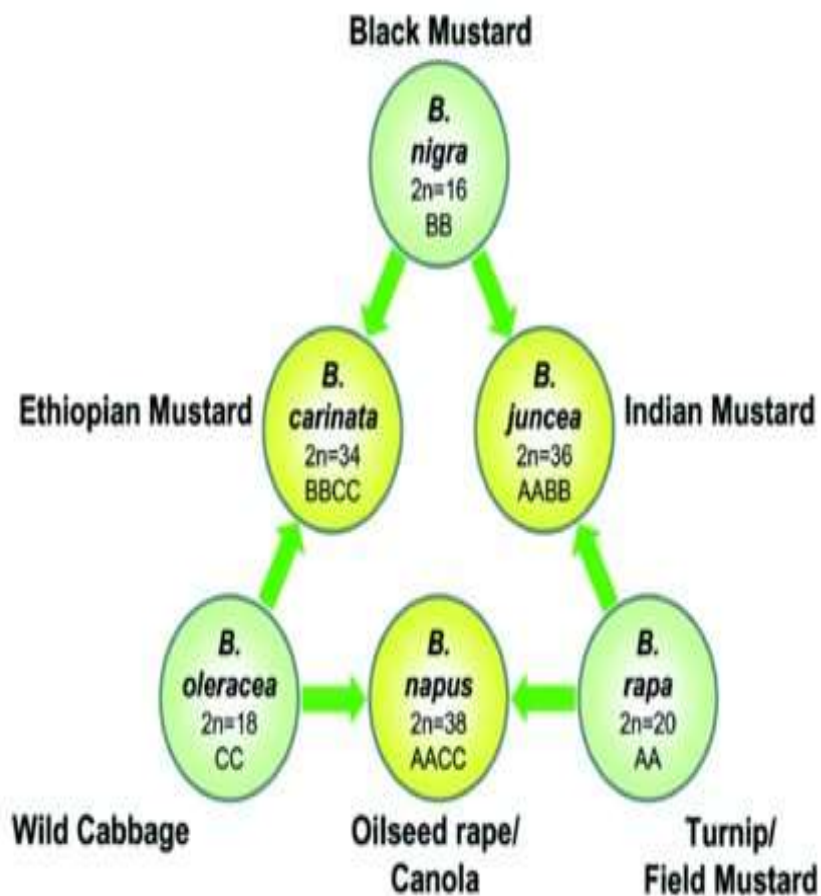 Black Mustard
B.
nigra
2n=16
BB
Ethiopian Mustard
B.
carinata
2n=34
BBCC
B.
juncea
2n=36
AABB
Indian Mustard
B.
oleracea
2n=18
CC
B.
napus
2n=38
AACC
B.
rapa
2n=20
AA
Wild Cabbage
Oilseed rape/
Canola
Turnip/
Field Mustard